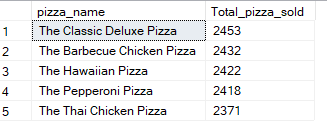 pizza_name Total_pizza_sold
1 The Classic Deluxe Pizza 2453
2 The Barbecue Chicken Pizza 2432
3 The Hawaiian Pizza 2422
4 The Pepperoni Pizza 2418
5 The Thai Chicken Pizza 2371